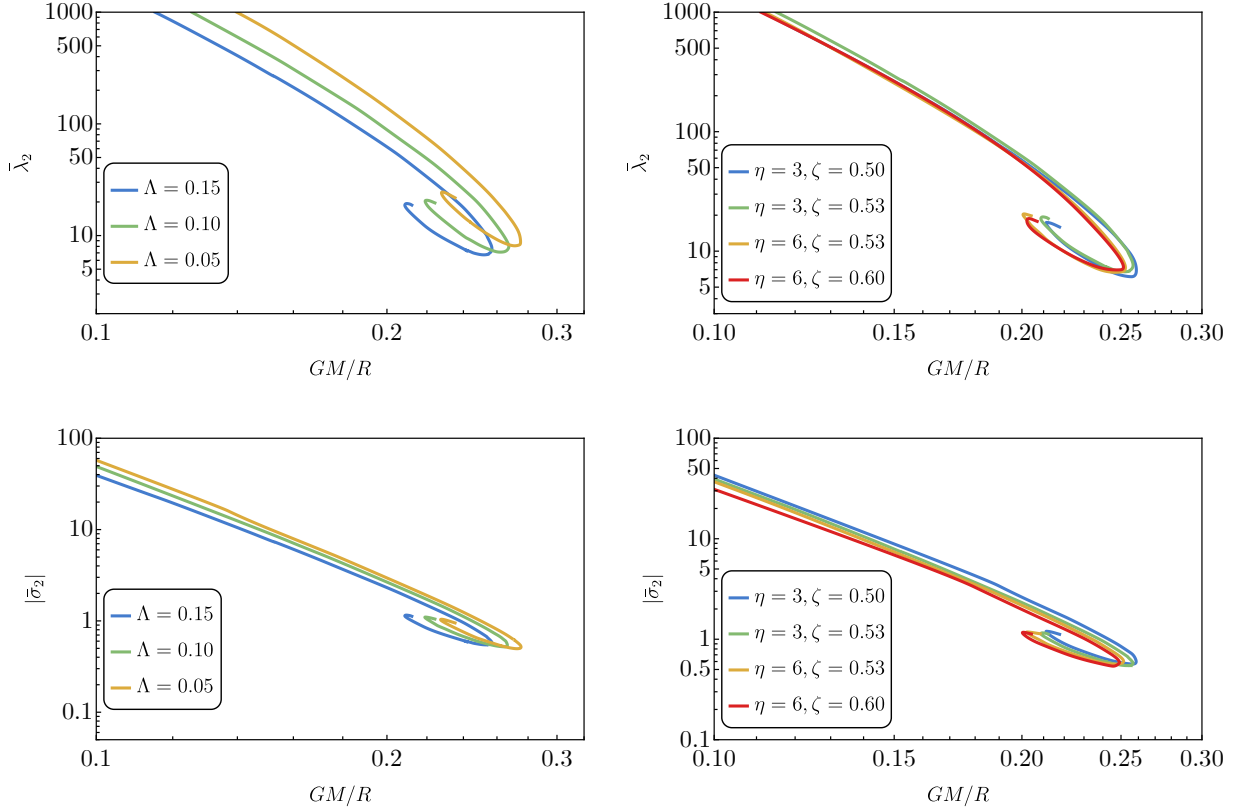 1000
500
100
50
10
5
λ̄₂
Λ = 0.15
Λ = 0.10
Λ = 0.05
0.1
0.2
0.3
GM/R
1000
500
100
50
10
5
λ̄₂
η = 3, ζ = 0.50
η = 3, ζ = 0.53
η = 6, ζ = 0.53
η = 6, ζ = 0.60
0.10
0.15
0.20
0.25
0.30
GM/R
100
10
1
0.1
|σ̄₂|
Λ = 0.15
Λ = 0.10
Λ = 0.05
0.1
0.2
0.3
GM/R
100
50
10
5
1
0.5
0.1
|σ̄₂|
η = 3, ζ = 0.50
η = 3, ζ = 0.53
η = 6, ζ = 0.53
η = 6, ζ = 0.60
0.10
0.15
0.20
0.25
0.30
GM/R